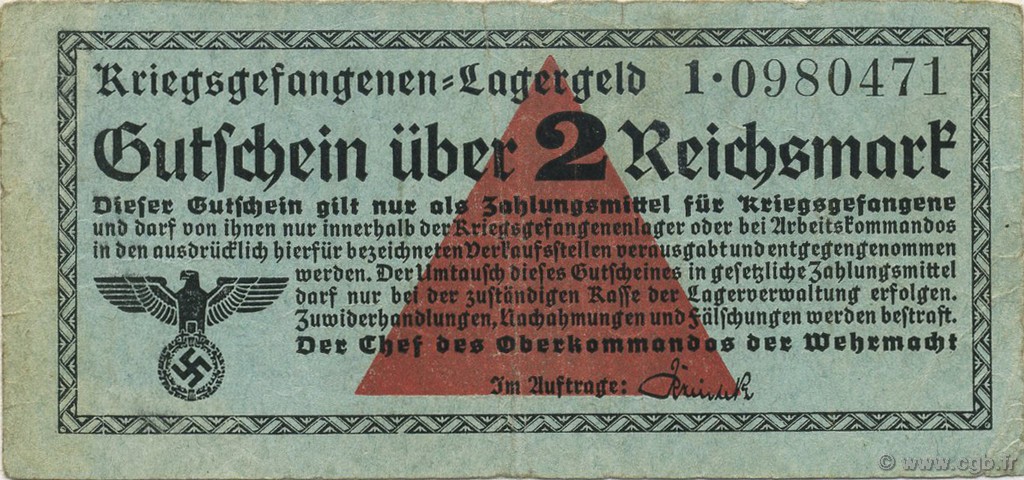 Kriegsgefangenen=Lagergeld 1·0980471
Gutschein über 2 Reichsmark
Dieser Gutschein gilt nur als Zahlungsmittel für Kriegsgefangene
und darf von ihnen nur innerhalb der Kriegsgefangenenlager oder bei Arbeitskommandos
in den ausdrücklich hierfür bezeichneten Verkaufsstellen verausgabt und entgegengenommen
werden. Der Umtausch dieses Gutscheines in gesetzliche Zahlungsmittel
darf nur bei der zuständigen Kasse der Lagerverwaltung erfolgen.
Zuwiderhandlungen, Nachahmungen und Fälschungen werden bestraft.
Der Chef des Oberkommandos der Wehrmacht
Im Auftrage:
© www.cgb.fr